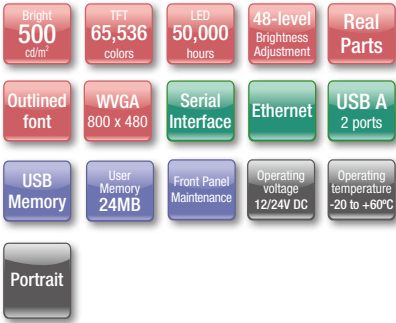 Bright
500
cd/m²
TFT
65,536
colors
LED
50,000
hours
48-level
Brightness
Adjustment
Real
Parts
Outlined
font
WVGA
800 x 480
Serial
Interface
Ethernet
USB A
2 ports
USB
Memory
User
Memory
24MB
Front Panel
Maintenance
Operating
voltage
12/24V DC
Operating
temperature
-20 to +60ºC
Portrait